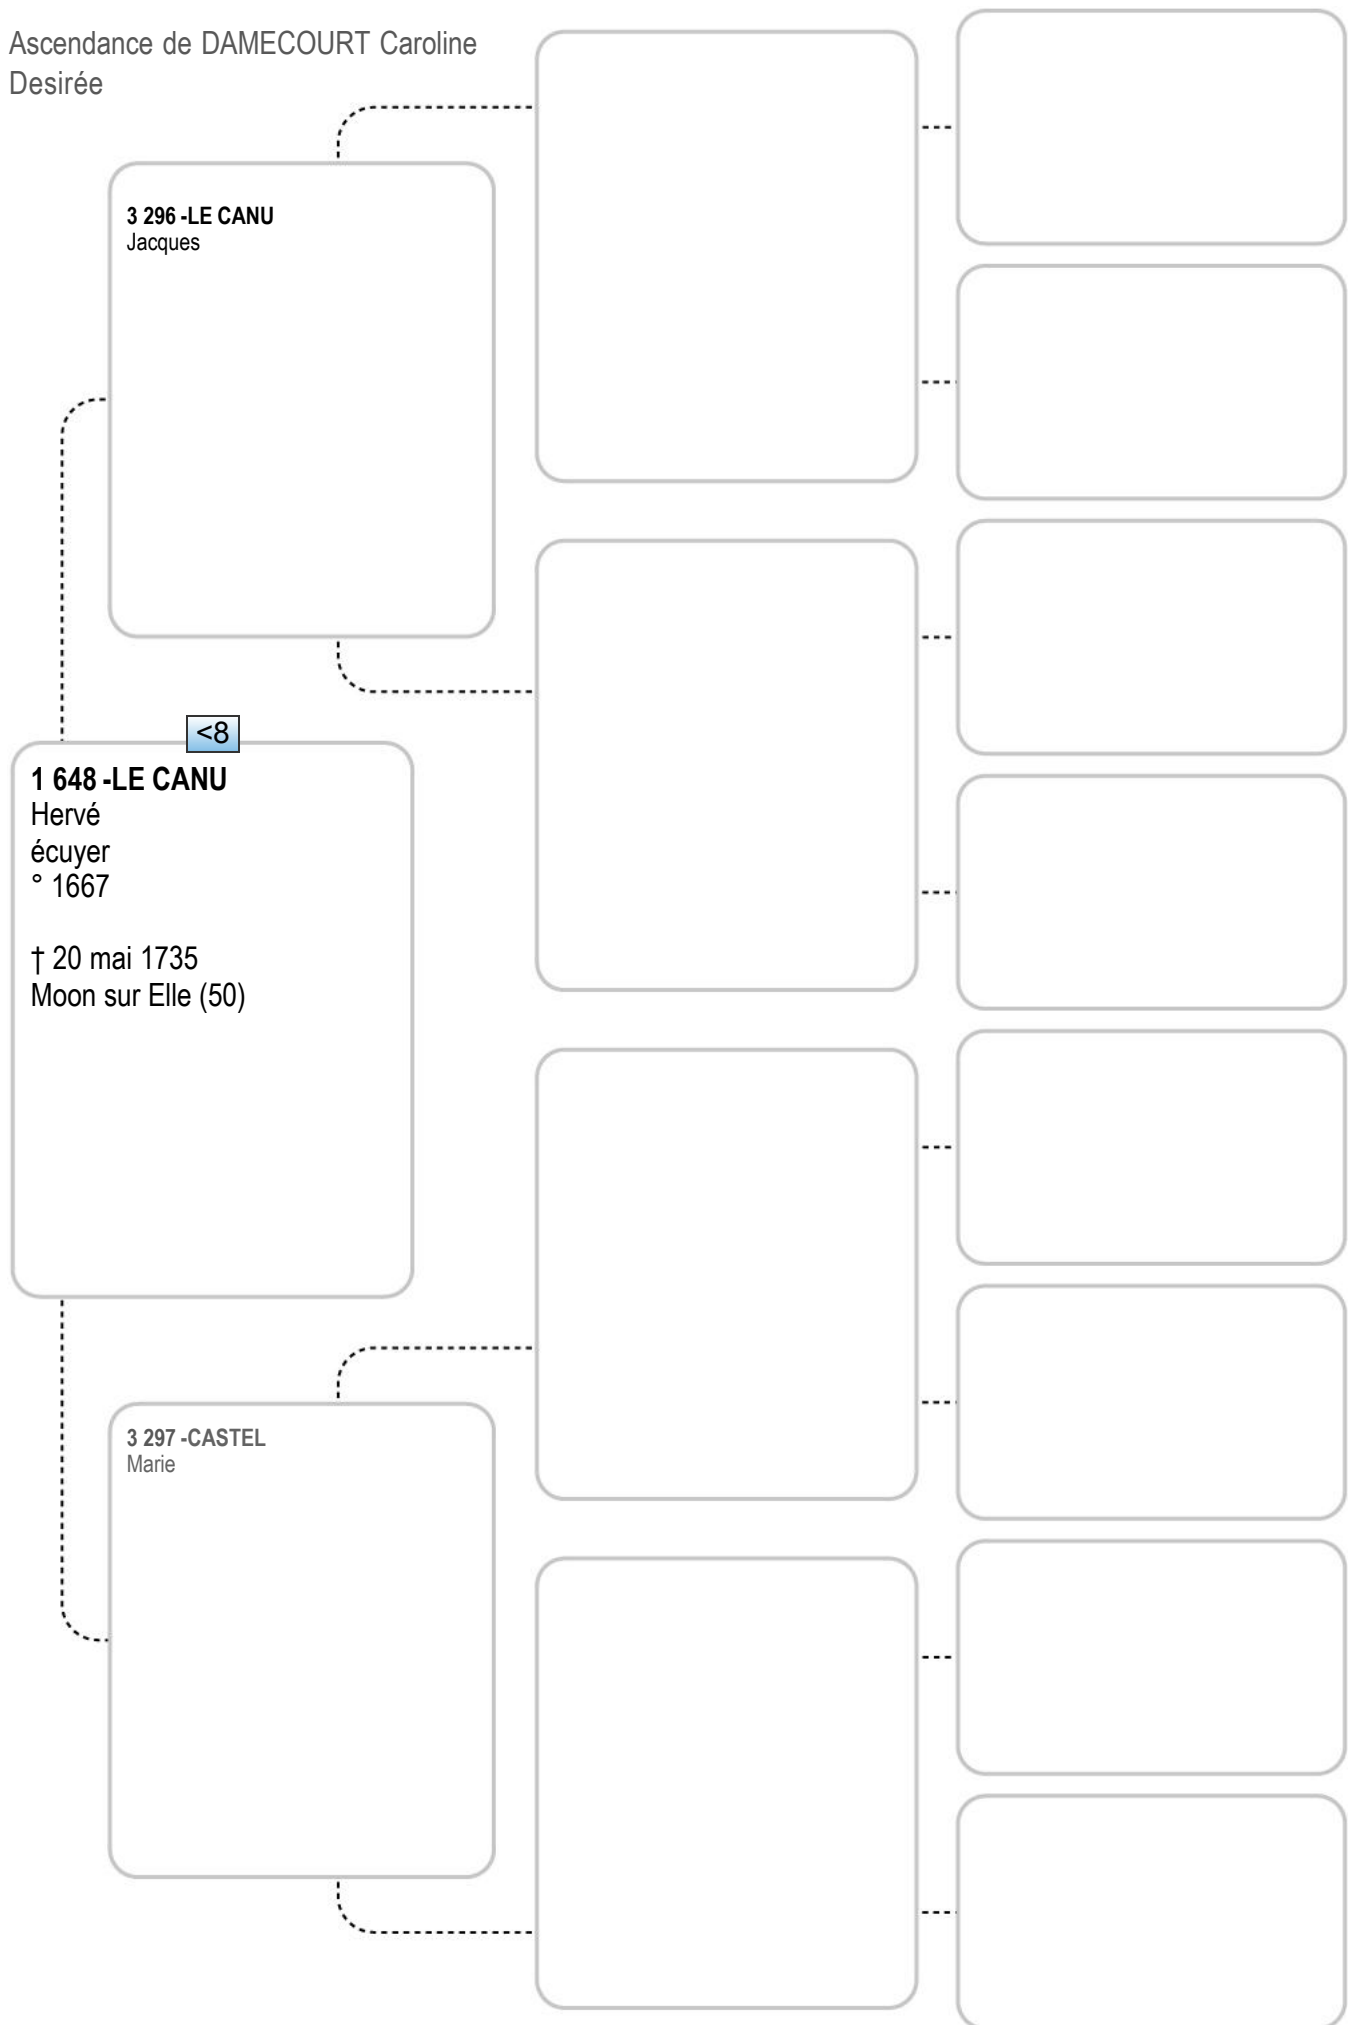 Ascendance de DAMECOURT Caroline
Desirée
3 296 -LE CANU
Jacques
<8
1 648 -LE CANU
Hervé
écuyer
° 1667
† 20 mai 1735
Moon sur Elle (50)
3 297 -CASTEL
Marie